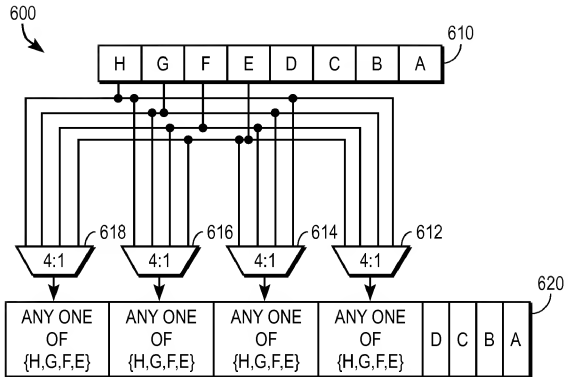 600
610
H G F E D C B A
618 616 614 612
4:1 4:1 4:1 4:1
620
ANY ONE OF {H,G,F,E}
ANY ONE OF {H,G,F,E}
ANY ONE OF {H,G,F,E}
ANY ONE OF {H,G,F,E}
D C B A